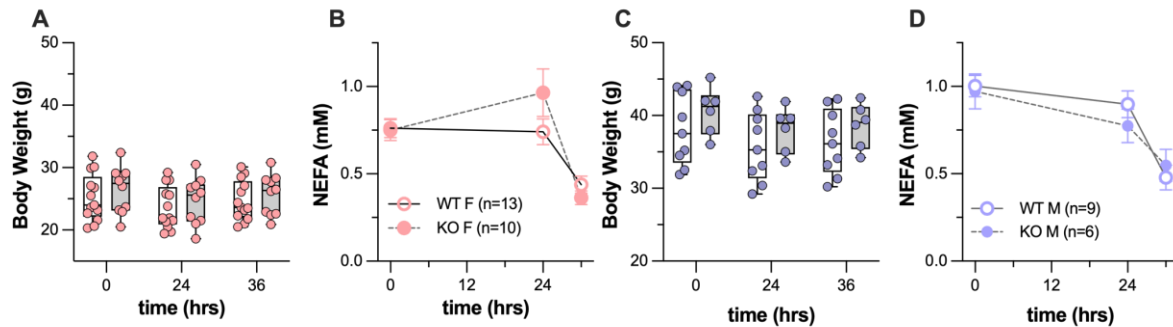 A
Body Weight (g)
50
40
30
20
0
24
36
time (hrs)
B
NEFA (mM)
1.0
0.5
0.0
WT F (n=13)
KO F (n=10)
0
12
24
time (hrs)
C
Body Weight (g)
50
40
30
20
0
24
36
time (hrs)
D
NEFA (mM)
1.0
0.5
0.0
WT M (n=9)
KO M (n=6)
0
12
24
time (hrs)